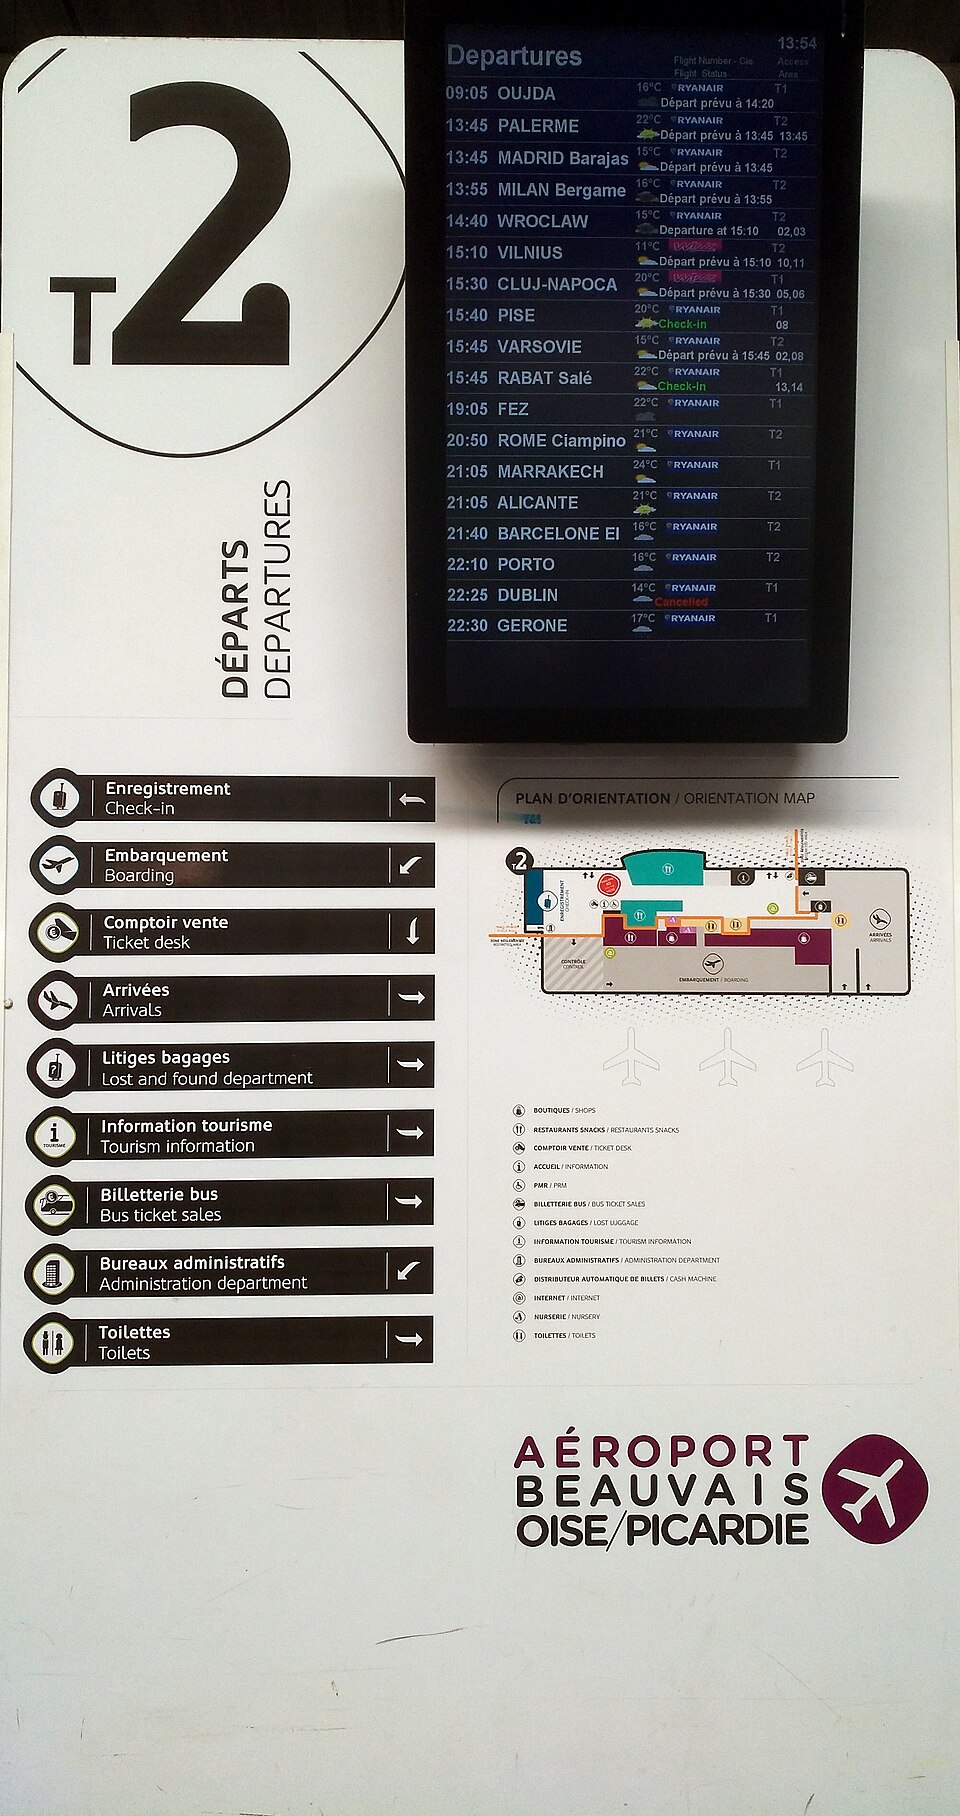 T2
DÉPARTS
DEPARTURES
Departures 13:54
Flight Number - Cie Access
Flight Status Area
09:05 OUJDA 16°C RYANAIR T1
Départ prévu à 14:20
13:45 PALERME 22°C RYANAIR T2
Départ prévu à 13:45 13:45
13:45 MADRID Barajas 15°C RYANAIR T2
Départ prévu à 13:45
13:55 MILAN Bergame 16°C RYANAIR T2
Départ prévu à 13:55
14:40 WROCLAW 15°C RYANAIR T2
Departure at 15:10 02,03
15:10 VILNIUS 11°C Wizz T2
Départ prévu à 15:10 10,11
15:30 CLUJ-NAPOCA 20°C Wizz T1
Départ prévu à 15:30 05,06
15:40 PISE 20°C RYANAIR T1
Check-in 08
15:45 VARSOVIE 15°C RYANAIR T2
Départ prévu à 15:45 02,08
15:45 RABAT Salé 22°C RYANAIR T1
Check-In 13,14
19:05 FEZ 22°C RYANAIR T1
20:50 ROME Ciampino 21°C RYANAIR T2
21:05 MARRAKECH 24°C RYANAIR T1
21:05 ALICANTE 21°C RYANAIR T2
21:40 BARCELONE El 16°C RYANAIR T2
22:10 PORTO 16°C RYANAIR T2
22:25 DUBLIN 14°C RYANAIR T1
Cancelled
22:30 GERONE 17°C RYANAIR T1
Enregistrement
Check-in
Embarquement
Boarding
Comptoir vente
Ticket desk
Arrivées
Arrivals
Litiges bagages
Lost and found department
Information tourisme
Tourism information
TOURISME
Billetterie bus
Bus ticket sales
Bureaux administratifs
Administration department
Toilettes
Toilets
PLAN D'ORIENTATION / ORIENTATION MAP
T2
ENREGISTREMENT
CHECK-IN
CONTRÔLE
CONTROL
EMBARQUEMENT / BOARDING
ARRIVÉES
ARRIVALS
BOUTIQUES / SHOPS
RESTAURANTS SNACKS / RESTAURANTS SNACKS
COMPTOIR VENTE / TICKET DESK
ACCUEIL / INFORMATION
PMR / PRM
BILLETTERIE BUS / BUS TICKET SALES
LITIGES BAGAGES / LOST LUGGAGE
INFORMATION TOURISME / TOURISM INFORMATION
BUREAUX ADMINISTRATIFS / ADMINISTRATION DEPARTMENT
DISTRIBUTEUR AUTOMATIQUE DE BILLETS / CASH MACHINE
INTERNET / INTERNET
NURSERIE / NURSERY
TOILETTES / TOILETS
AÉROPORT
BEAUVAIS
OISE/PICARDIE